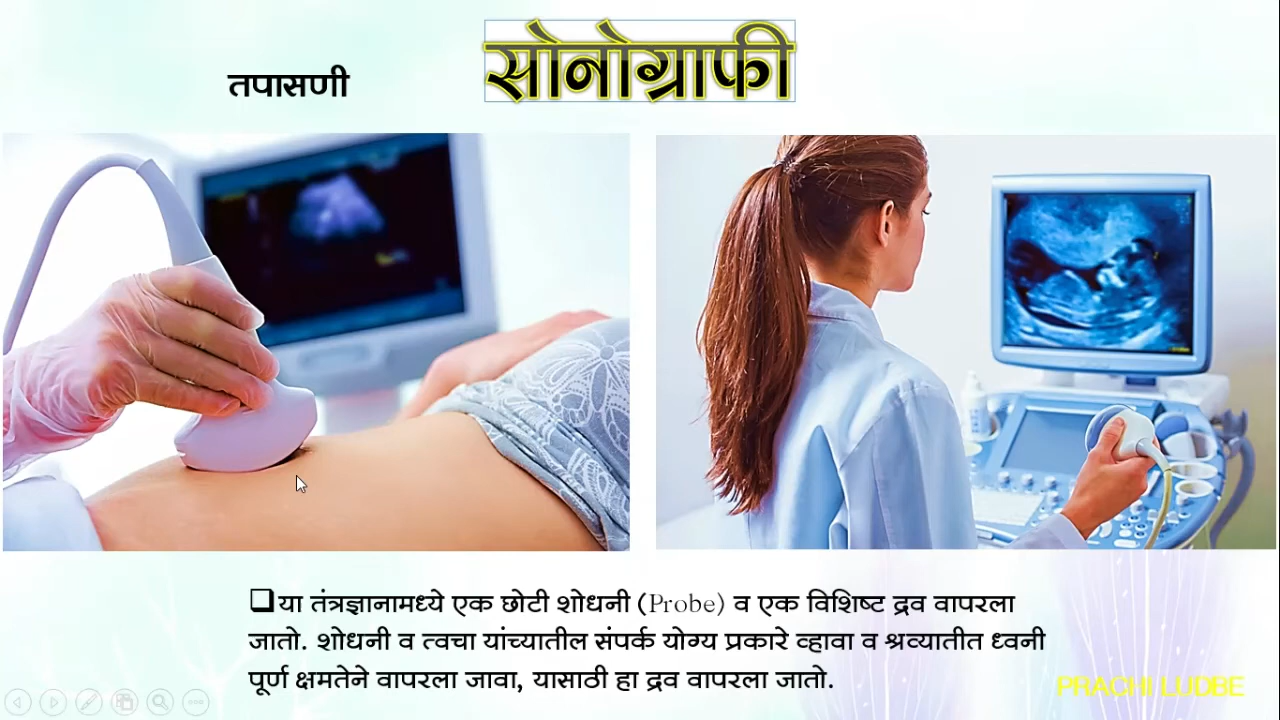 सोनोग्राफी
तपासणी
❑या तंत्रज्ञानामध्ये एक छोटी शोधनी (Probe) व एक विशिष्ट द्रव वापरला
जातो. शोधनी व त्वचा यांच्यातील संपर्क योग्य प्रकारे व्हावा व श्रव्यातीत ध्वनी
पूर्ण क्षमतेने वापरला जावा, यासाठी हा द्रव वापरला जातो.
PRACHI LUDBE